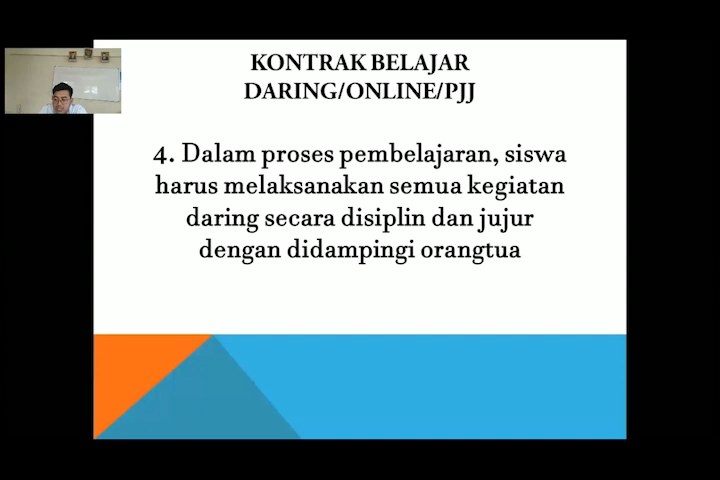 KONTRAK BELAJAR
DARING/ONLINE/PJJ
4. Dalam proses pembelajaran, siswa
harus melaksanakan semua kegiatan
daring secara disiplin dan jujur
dengan didampingi orangtua